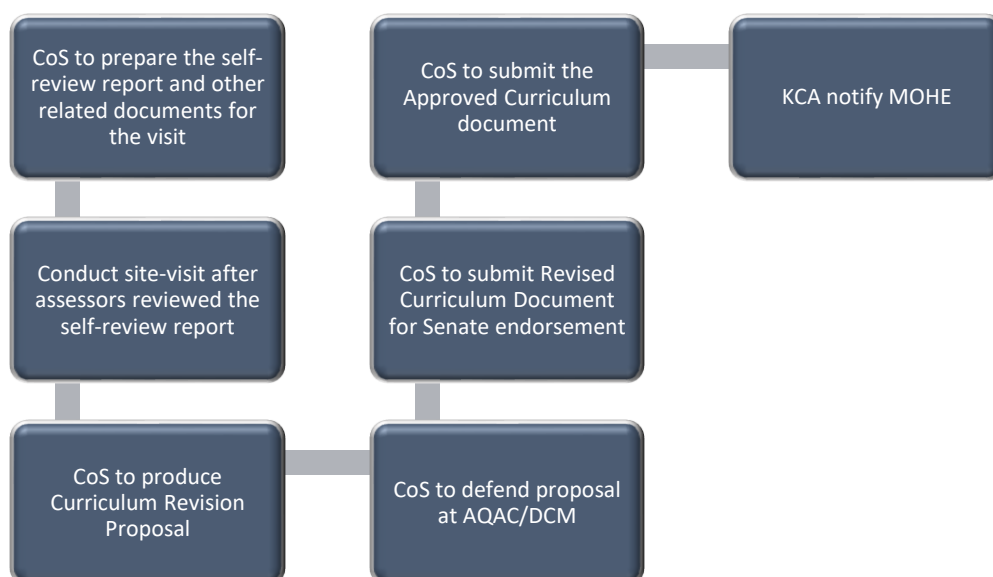 CoS to prepare the self-
review report and other
related documents for
the visit
Conduct site-visit after
assessors reviewed the
self-review report
CoS to produce
Curriculum Revision
Proposal
CoS to defend proposal
at AQAC/DCM
CoS to submit Revised
Curriculum Document
for Senate endorsement
CoS to submit the
Approved Curriculum
document
KCA notify MOHE